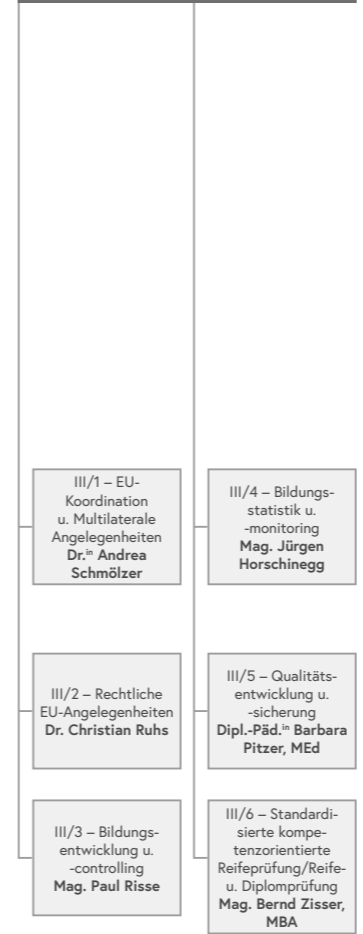 III/1 – EU-
Koordination
u. Multilaterale
Angelegenheiten
Dr.ⁱⁿ Andrea
Schmölzer
III/2 – Rechtliche
EU-Angelegenheiten
Dr. Christian Ruhs
III/3 – Bildungs-
entwicklung u.
-controlling
Mag. Paul Risse
III/4 – Bildungs-
statistik u.
-monitoring
Mag. Jürgen
Horschinegg
III/5 – Qualitäts-
entwicklung u.
-sicherung
Dipl.-Päd.ⁱⁿ Barbara
Pitzer, MEd
III/6 – Standardi-
sierte kompe-
tenzorientierte
Reifeprüfung/Reife-
u. Diplomprüfung
Mag. Bernd Zisser,
MBA